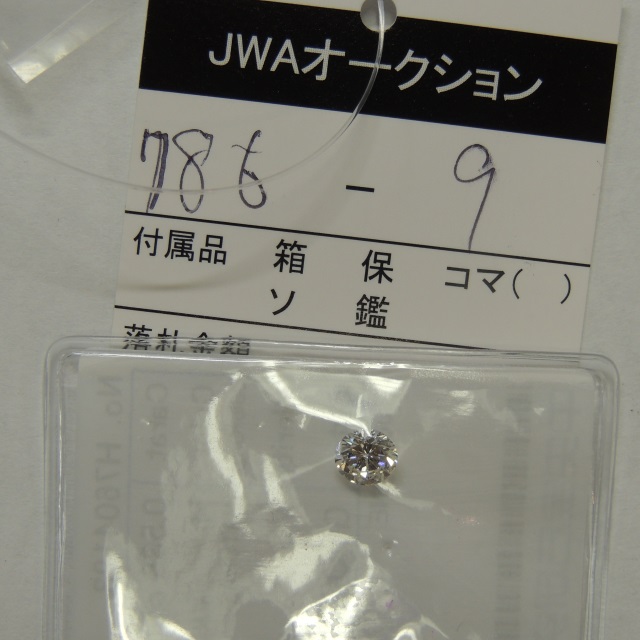 JWAオークション
786 - 9
付属品 箱 保 コマ( )
ソ 鑑
落札金額